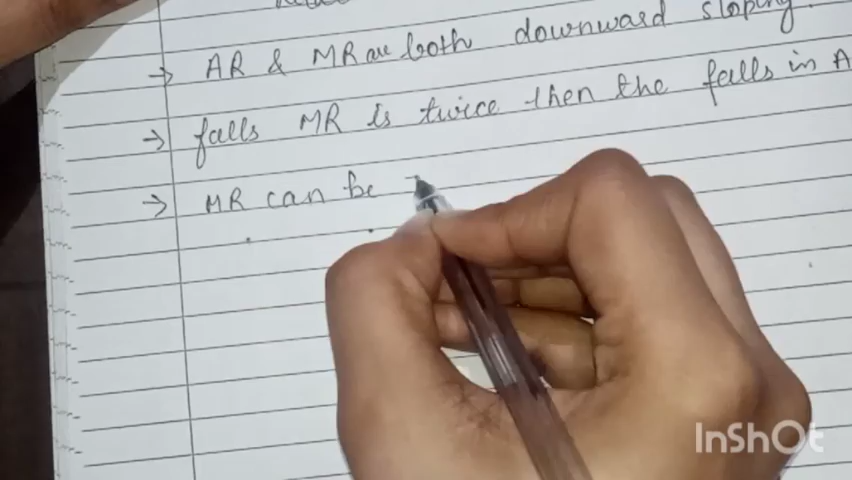 → AR & MR are both downward sloping.
→ falls MR is twice then the falls in A
→ MR can be
InShOt